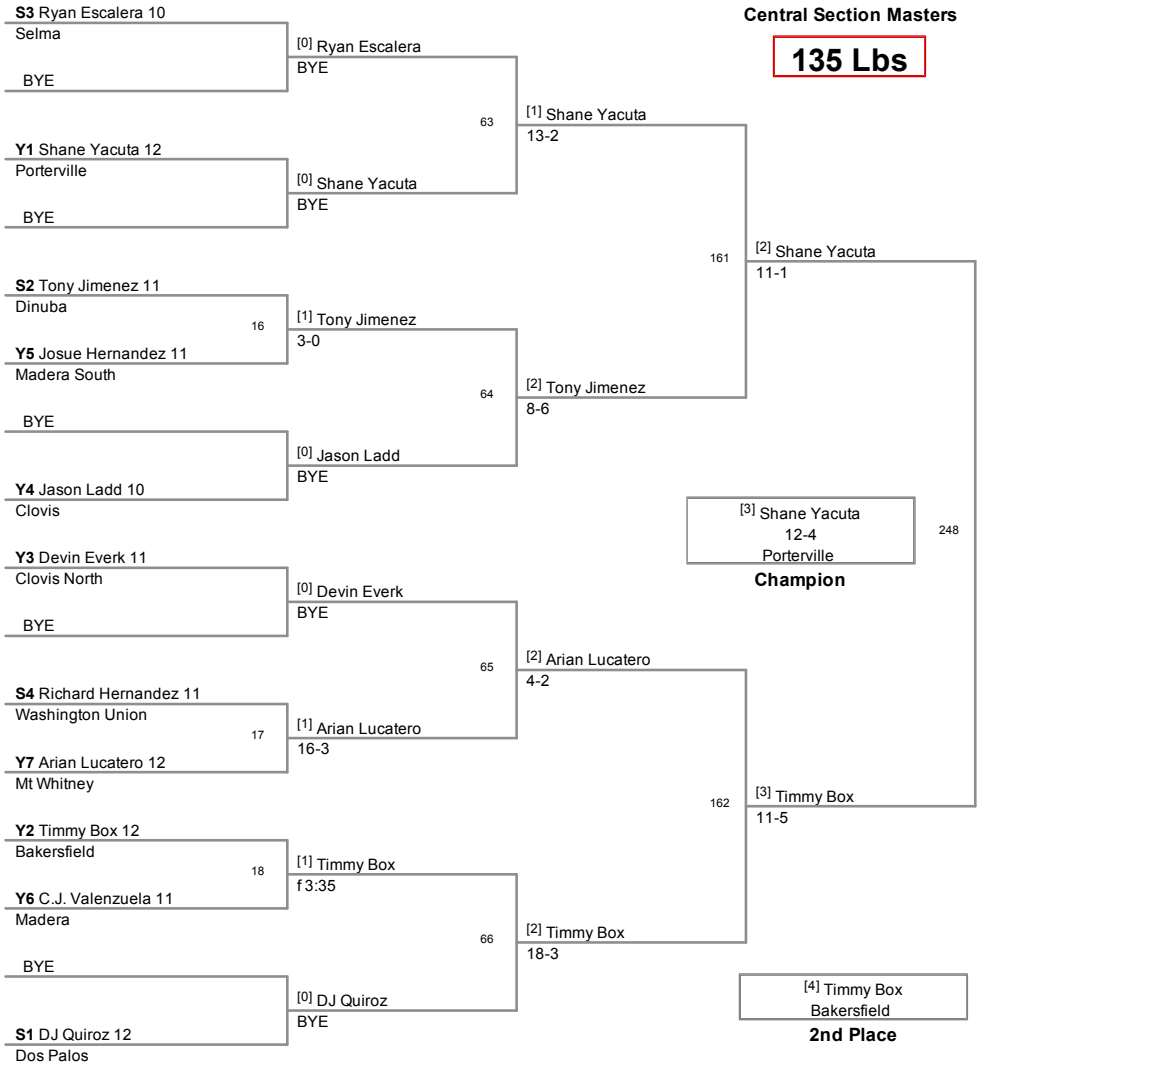 Central Section Masters
135 Lbs
S3 Ryan Escalera 10
Selma
BYE
Y1 Shane Yacuta 12
Porterville
BYE
S2 Tony Jimenez 11
Dinuba
16
Y5 Josue Hernandez 11
Madera South
BYE
Y4 Jason Ladd 10
Clovis
Y3 Devin Everk 11
Clovis North
BYE
S4 Richard Hernandez 11
Washington Union
17
Y7 Arian Lucatero 12
Mt Whitney
Y2 Timmy Box 12
Bakersfield
18
Y6 C.J. Valenzuela 11
Madera
BYE
S1 DJ Quiroz 12
Dos Palos
[0] Ryan Escalera
BYE
63
[0] Shane Yacuta
BYE
[1] Tony Jimenez
3-0
64
[0] Jason Ladd
BYE
[0] Devin Everk
BYE
65
[1] Arian Lucatero
16-3
[1] Timmy Box
f 3:35
66
[0] DJ Quiroz
BYE
[1] Shane Yacuta
13-2
161
[2] Tony Jimenez
8-6
[2] Arian Lucatero
4-2
162
[2] Timmy Box
18-3
[2] Shane Yacuta
11-1
248
[3] Timmy Box
11-5
[3] Shane Yacuta
12-4
Porterville
Champion
[4] Timmy Box
Bakersfield
2nd Place